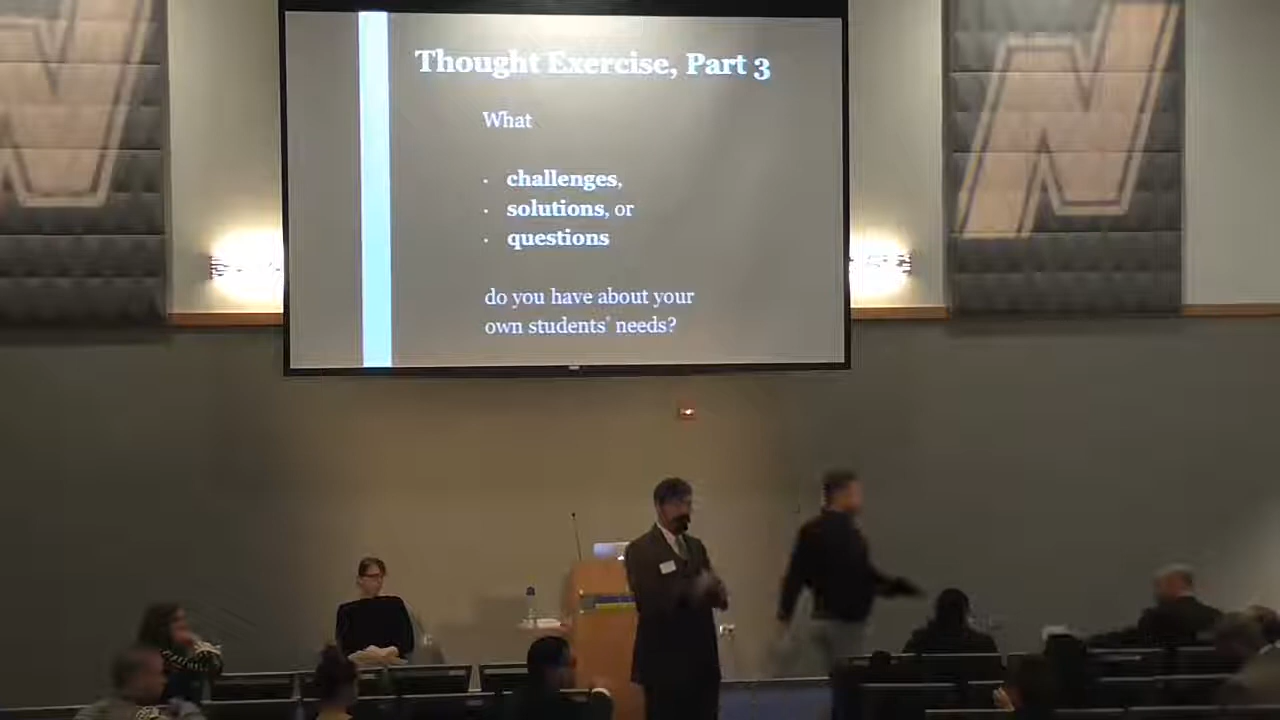 Thought Exercise, Part 3
What
· challenges,
· solutions, or
· questions
do you have about your
own students' needs?
N
N